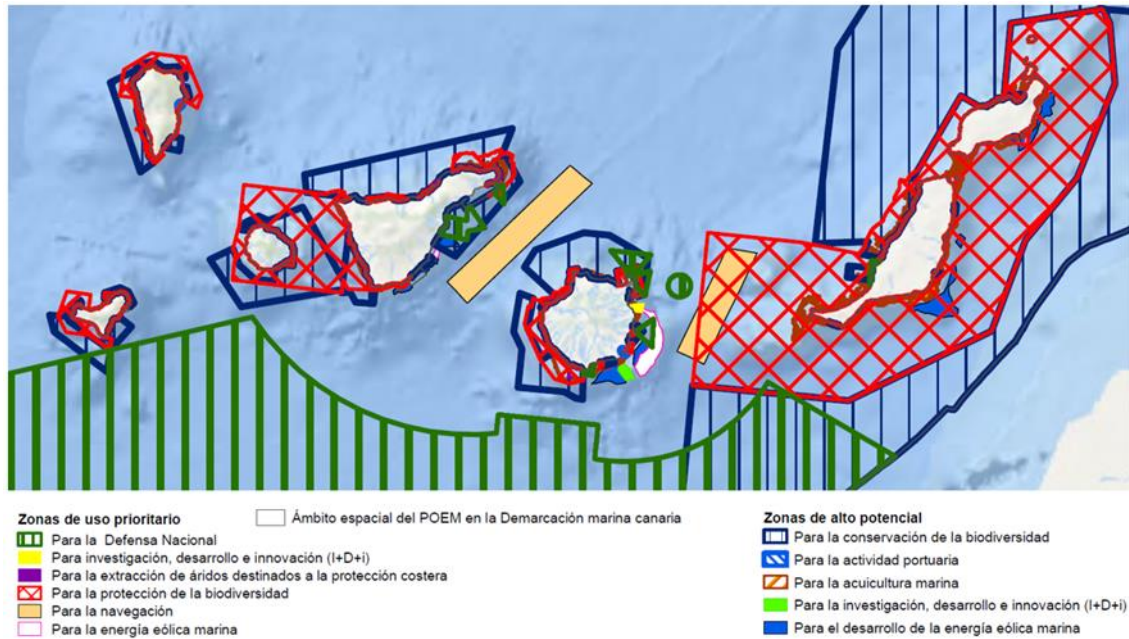 Zonas de uso prioritario
Ámbito espacial del POEM en la Demarcación marina canaria
Para la Defensa Nacional
Para investigación, desarrollo e innovación (I+D+i)
Para la extracción de áridos destinados a la protección costera
Para la protección de la biodiversidad
Para la navegación
Para la energía eólica marina
Zonas de alto potencial
Para la conservación de la biodiversidad
Para la actividad portuaria
Para la acuicultura marina
Para la investigación, desarrollo e innovación (I+D+i)
Para el desarrollo de la energía eólica marina